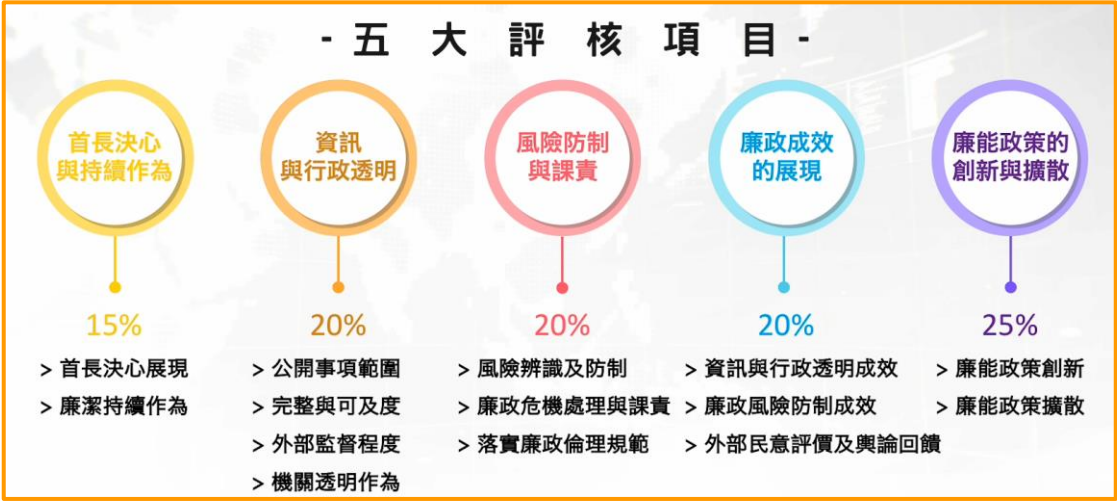 - 五 大 評 核 項 目 -
首長決心
與持續作為
資訊
與行政透明
風險防制
與課責
廉政成效
的展現
廉能政策的
創新與擴散
15%
20%
20%
20%
25%
> 首長決心展現
> 廉潔持續作為
> 公開事項範圍
> 完整與可及度
> 外部監督程度
> 機關透明作為
> 風險辨識及防制
> 廉政危機處理與課責
> 落實廉政倫理規範
> 資訊與行政透明成效
> 廉政風險防制成效
> 外部民意評價及輿論回饋
> 廉能政策創新
> 廉能政策擴散